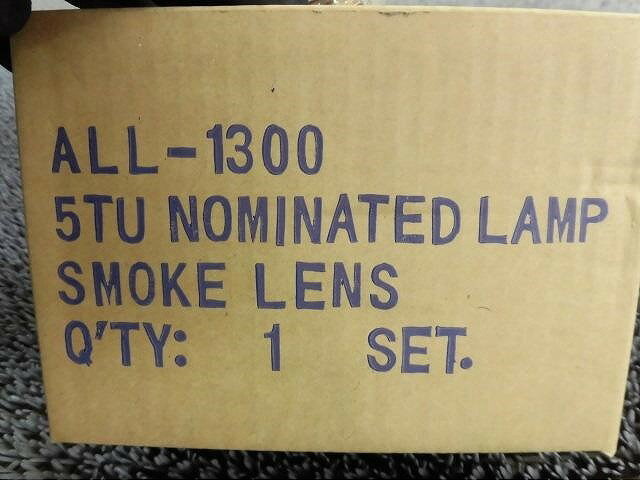 ALL-1300
5TU NOMINATED LAMP
SMOKE LENS
Q'TY: 1 SET.